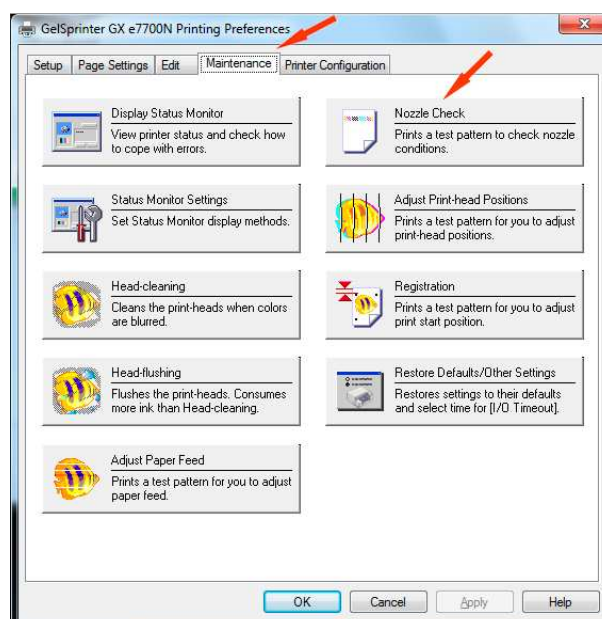 GelSprinter GX e7700N Printing Preferences
Setup
Page Settings
Edit
Maintenance
Printer Configuration
Display Status Monitor
View printer status and check how
to cope with errors.
Nozzle Check
Prints a test pattern to check nozzle
conditions.
Status Monitor Settings
Set Status Monitor display methods.
Adjust Print-head Positions
Prints a test pattern for you to adjust
print-head positions.
Head-cleaning
Cleans the print-heads when colors
are blurred.
Registration
Prints a test pattern for you to adjust
print start position.
Head-flushing
Flushes the print-heads. Consumes
more ink than Head-cleaning.
Restore Defaults/Other Settings
Restores settings to their defaults
and select time for [I/O Timeout].
Adjust Paper Feed
Prints a test pattern for you to adjust
paper feed.
OK
Cancel
Apply
Help